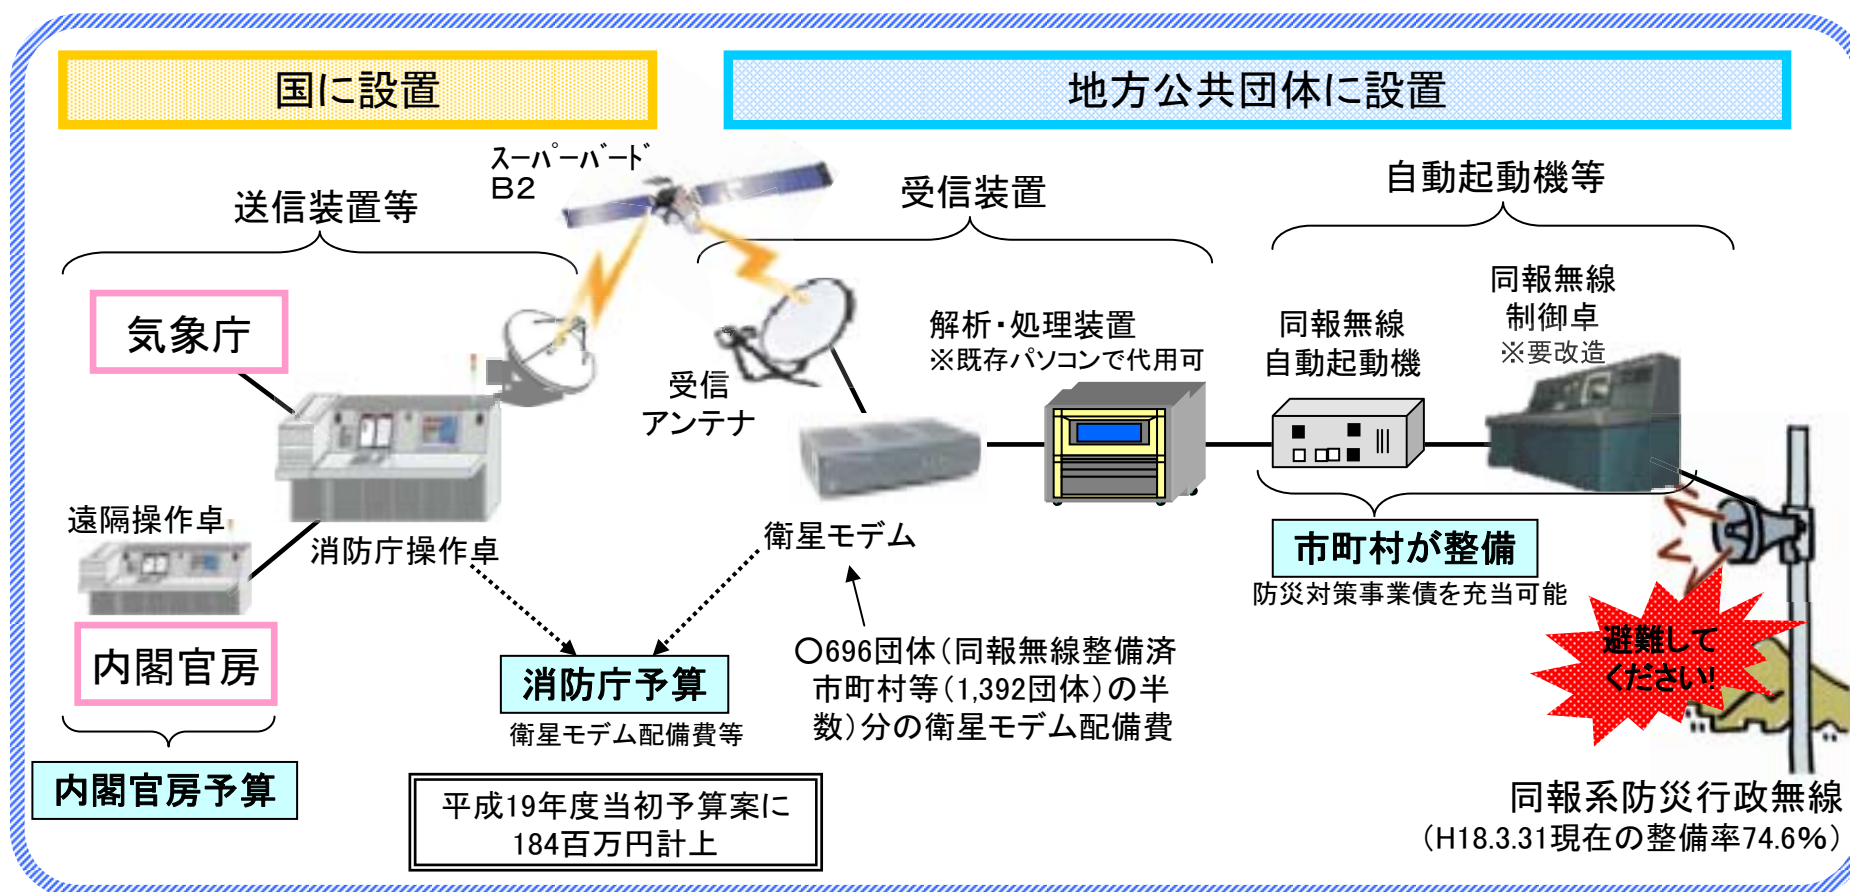 国に設置
地方公共団体に設置
スーパーバード
B2
送信装置等
受信装置
自動起動機等
気象庁
受信
アンテナ
解析・処理装置
※既存パソコンで代用可
同報無線
自動起動機
同報無線
制御卓
※要改造
遠隔操作卓
消防庁操作卓
衛星モデム
市町村が整備
防災対策事業債を充当可能
内閣官房
消防庁予算
衛星モデム配備費等
○696団体(同報無線整備済
市町村等(1,392団体)の半
数)分の衛星モデム配備費
避難して
ください!
内閣官房予算
平成19年度当初予算案に
184百万円計上
同報系防災行政無線
(H18.3.31現在の整備率74.6%)